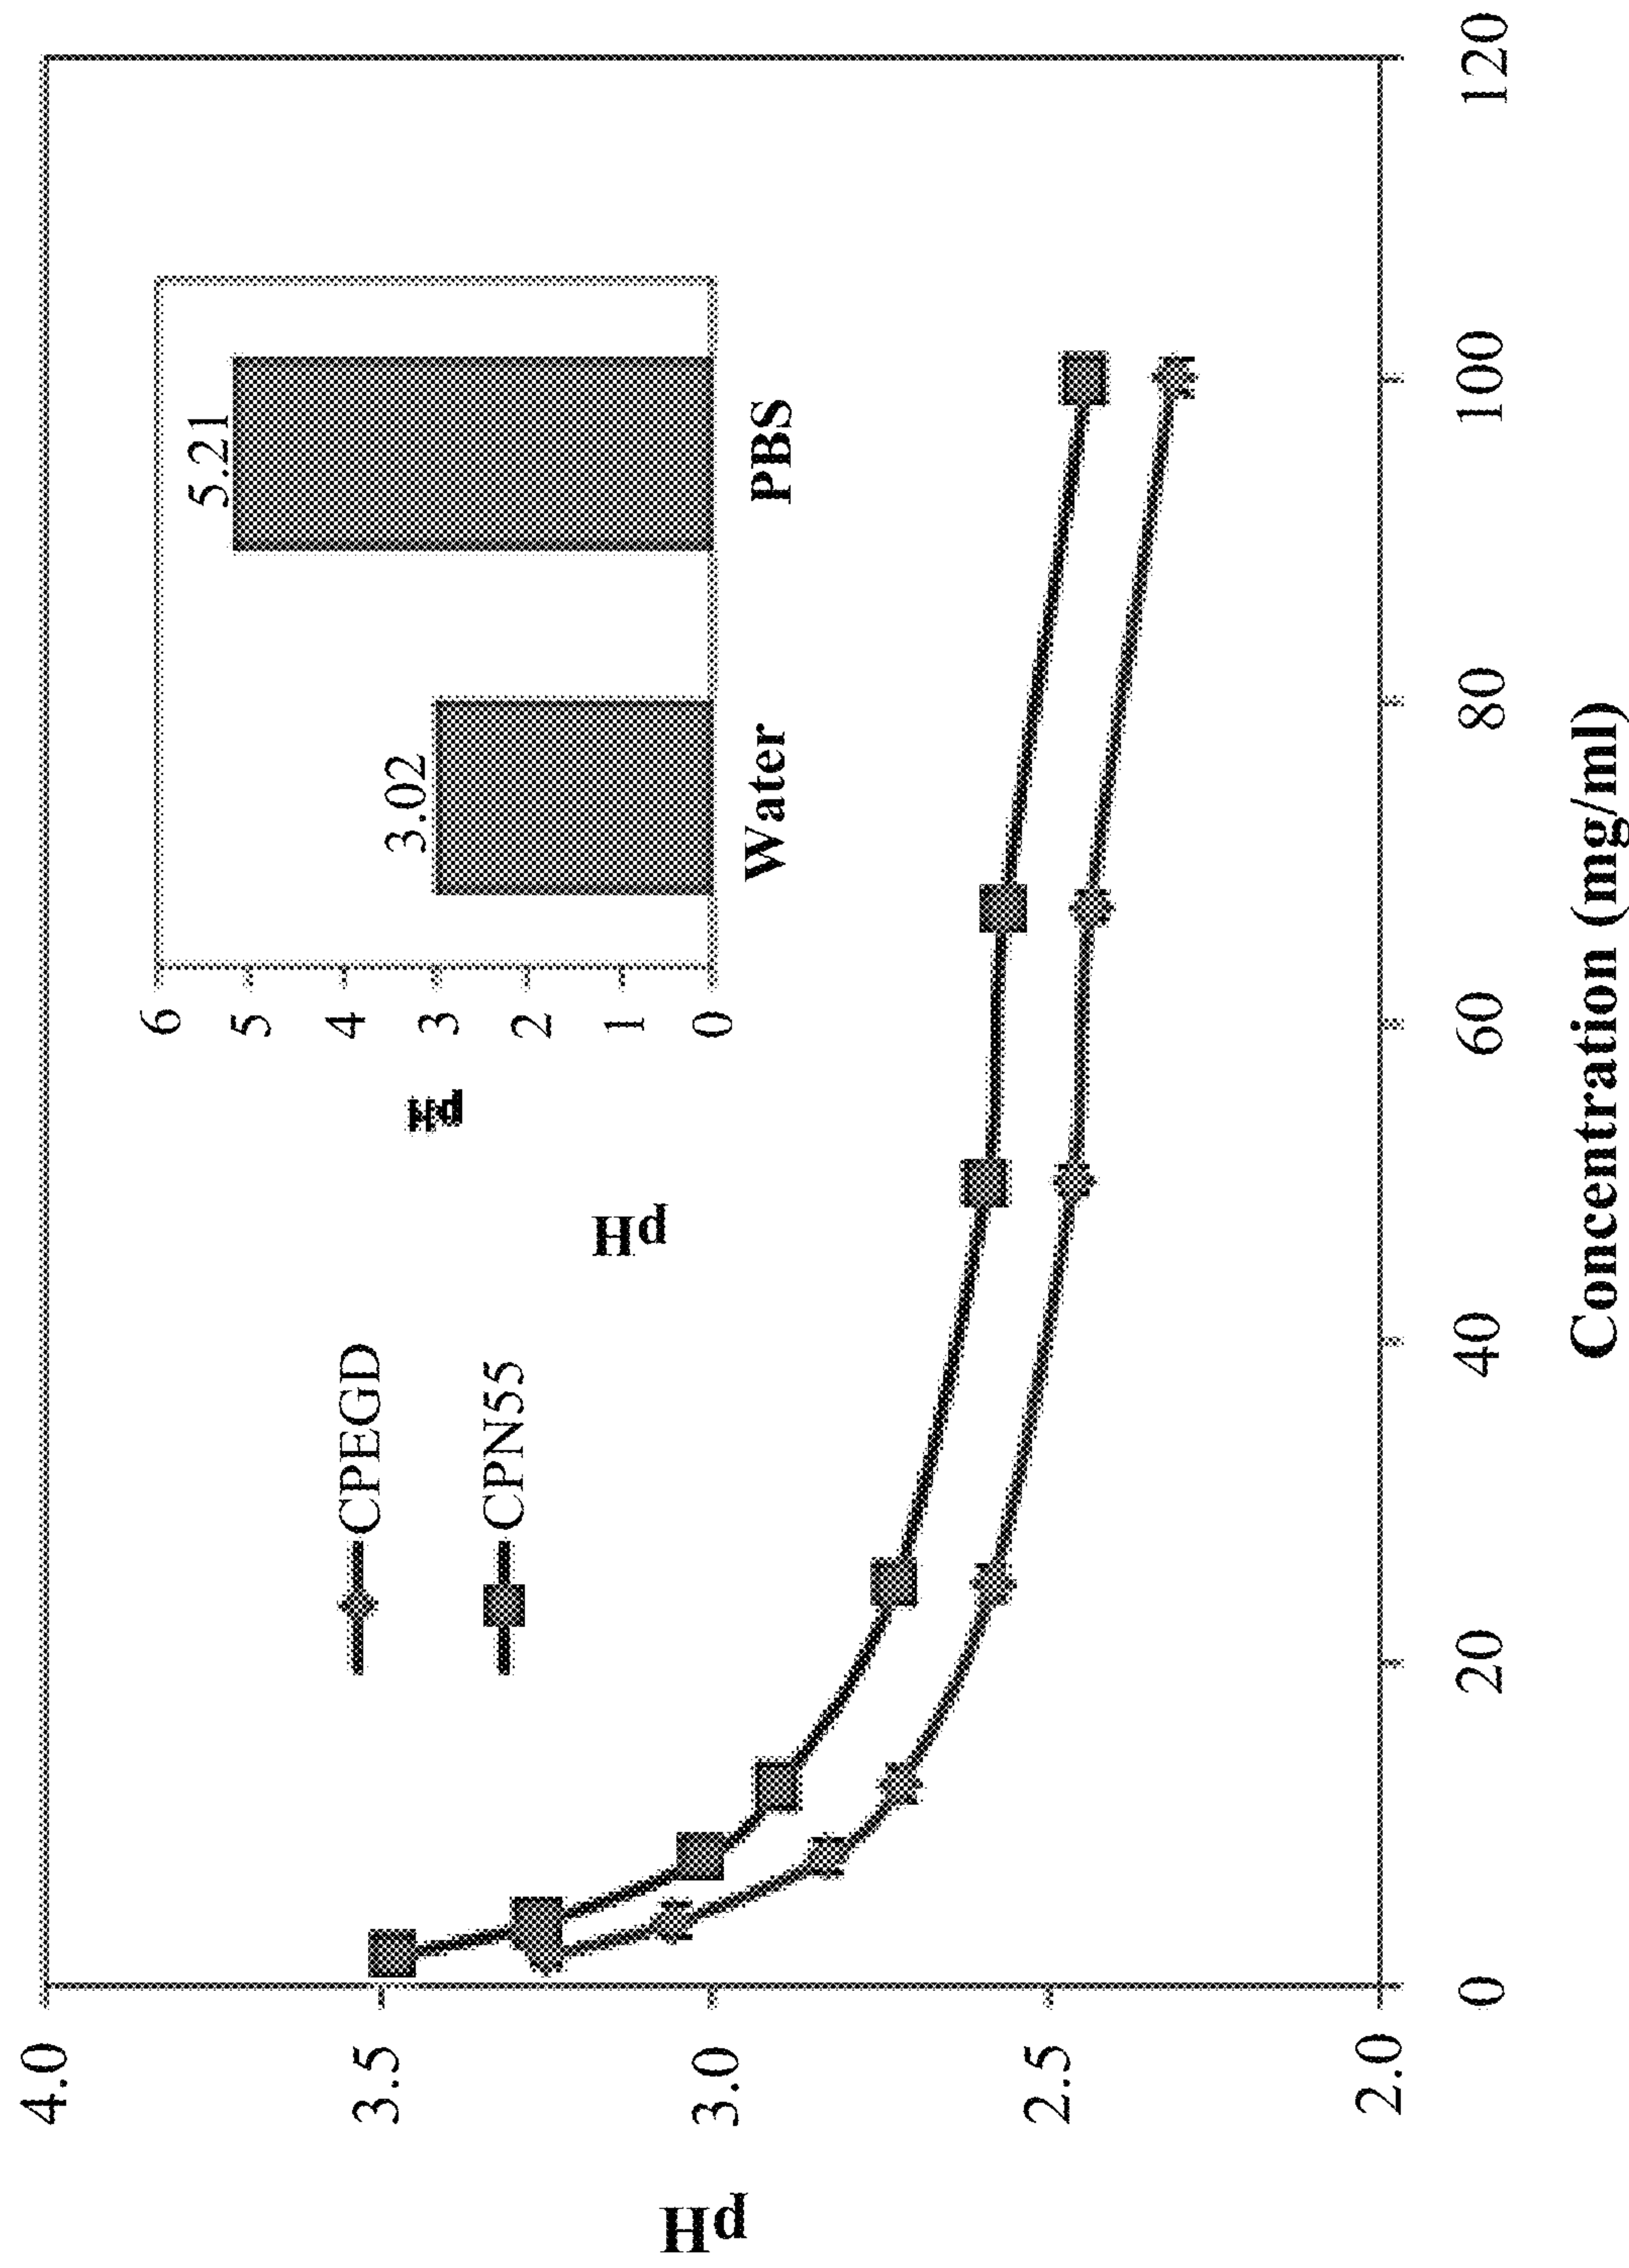 pH
4.0
3.5
3.0
2.5
2.0
0
20
40
60
80
100
120
Concentration (mg/ml)
CPEGD
CPN55
pH
pH
6
5
4
3
2
1
0
3.02
5.21
Water
PBS